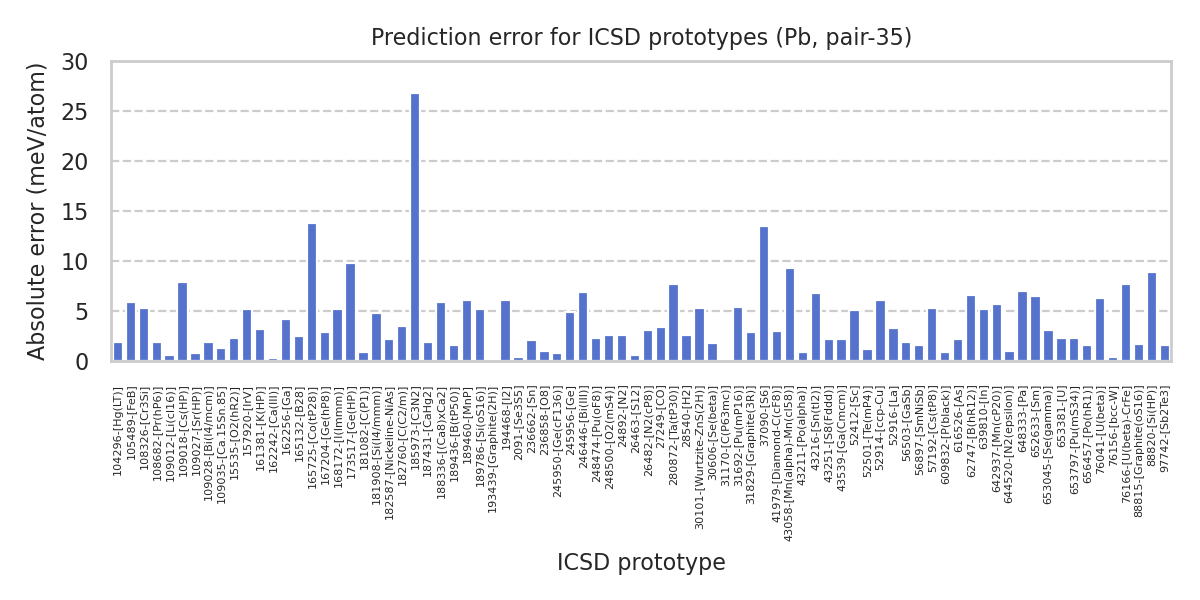 Prediction error for ICSD prototypes (Pb, pair-35)
Absolute error (meV/atom)
30
25
20
15
10
5
0
104296-[Hg(LT)]
105489-[FeB]
108326-[Cr3Si]
108682-[Pr(hP6)]
109012-[Li(cI16)]
109018-[Cs(HP)]
109027-[Sr(HP)]
109028-[Bi(I4/mcm)]
109035-[Ca.15Sn.85]
15535-[O2(hR2)]
157920-[IrV]
161381-[K(HP)]
162242-[Ca(III)]
162256-[Ga]
165132-[B28]
165725-[Co(tP28)]
167204-[Ge(hP8)]
168172-[I(Immm)]
173517-[Ge(HP)]
181082-[C(P1)]
181908-[Si(I4/mmm)]
182587-[Nickeline-NiAs]
182760-[C(C2/m)]
185973-[C3N2]
187431-[CaHg2]
188336-[(Ca8)xCa2]
189436-[B(tP50)]
189460-[MnP]
189786-[Si(oS16)]
193439-[Graphite(2H)]
194468-[I2]
2091-[Se3S5]
236662-[Sn]
236858-[O8]
245950-[Ge(cF136)]
245956-[Ge]
246446-[Bi(III)]
248474-[Pu(oF8)]
248500-[O2(mS4)]
24892-[N2]
26463-[S12]
26482-[N2(cP8)]
27249-[CO]
280872-[Ta(tP30)]
28540-[H2]
30101-[Wurtzite-ZnS(2H)]
30606-[Se(beta)]
31170-[C(P63mc)]
31692-[Pu(mP16)]
31829-[Graphite(3R)]
37090-[S6]
41979-[Diamond-C(cF8)]
43058-[Mn(alpha)-Mn(cI58)]
43211-[Po(alpha)]
43216-[Sn(tI2)]
43251-[S8(Fddd)]
43539-[Ga(Cmcm)]
52412-[Sc]
52501-[Te(mP4)]
52914-[ccp-Cu]
52916-[La]
56503-[GaSb]
56897-[SmNiSb]
57192-[Cs(tP8)]
609832-[P(black)]
616526-[As]
62747-[B(hR12)]
639810-[In]
642937-[Mn(cP20)]
644520-[N2(epsilon)]
648333-[Pa]
652633-[Sm]
653045-[Se(gamma)]
653381-[U]
653797-[Pu(mS34)]
656457-[Po(hR1)]
76041-[U(beta)]
76156-[bcc-W]
76166-[U(beta)-CrFe]
88815-[Graphite(oS16)]
88820-[Si(HP)]
97742-[Sb2Te3]
ICSD prototype